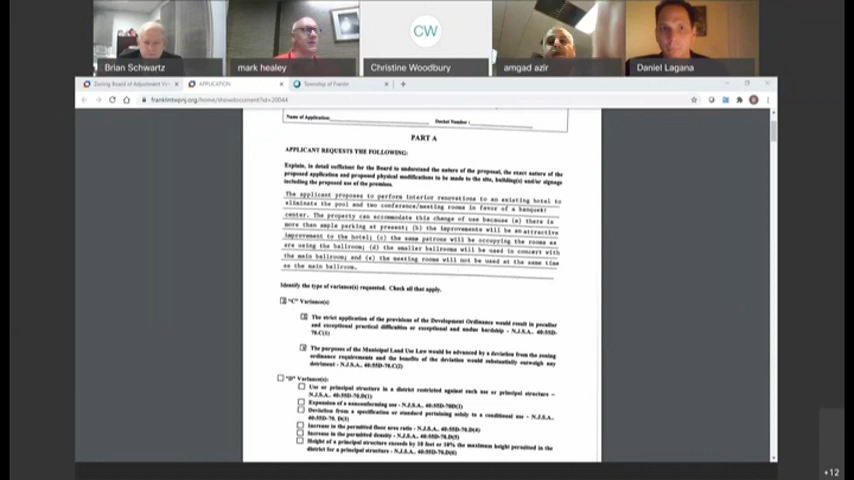 CW
Brian Schwartz
mark healey
Christine Woodbury
amgad azir
Daniel Lagana
Zoning Board of Adjustment
APPLICATION
Township of Franklin
franklintwpnj.org/home/showdocument?id=20044
Name of Application
Docket Number :
PART A
APPLICANT REQUESTS THE FOLLOWING:
Explain, in detail sufficient for the Board to understand the nature of the proposal, the exact nature of the
proposed application and proposed physical modifications to be made to the site, building(s) and/or signage
including the proposed use of the premises.
The applicant proposes to perform interior renovations to an existing hotel to
eliminate the pool and two conference/meeting rooms in favor of a banquet
center. The property can accommodate this change of use because (a) there is
more than ample parking at present; (b) the improvements will be an attractive
improvement to the hotel; (c) the same patrons will be occupying the rooms as
are using the ballroom; (d) the smaller ballrooms will be used in concert with
the main ballroom; and (e) the meeting rooms will not be used at the same time
as the main ballroom.
Identify the type of variance(s) requested. Check all that apply.
"C" Variance(s)
The strict application of the provisions of the Development Ordinance would result in peculiar
and exceptional practical difficulties or exceptional and undue hardship - N.J.S.A. 40:55D-
70.C(1)
The purposes of the Municipal Land Use Law would be advanced by a deviation from the zoning
ordinance requirements and the benefits of the deviation would substantially outweigh any
detriment - N.J.S.A. 40:55D-70.C(2)
"D" Variance(s):
Use or principal structure in a district restricted against such use or principal structure –
N.J.S.A. 40:55D-70.D(1)
Expansion of a nonconforming use - N.J.S.A. 40:55D-70D(2)
Deviation from a specification or standard pertaining solely to a conditional use - N.J.S.A.
40:55D-70. D(3)
Increase in the permitted floor area ratio - N.J.S.A. 40:55D-70.D(4)
Increase in the permitted density - N.J.S.A. 40:55D-70.D(5)
Height of a principal structure exceeds by 10 feet or 10% the maximum height permitted in the
district for a principal structure - N.J.S.A. 40:55D-70.D(6)
+12